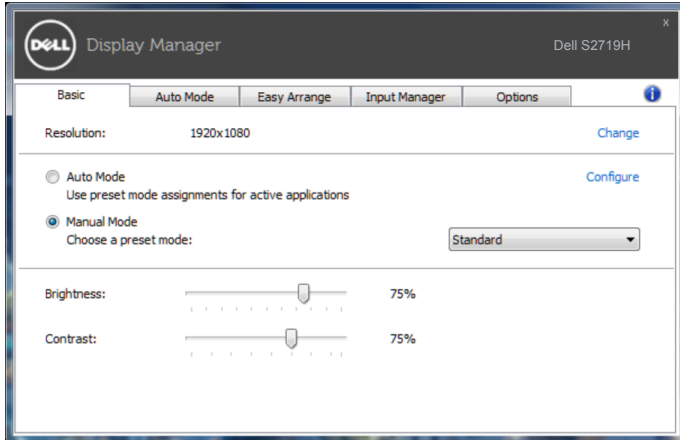 DELL Display Manager
Dell S2719H
x
Basic Auto Mode Easy Arrange Input Manager Options i
Resolution: 1920x1080 Change
Auto Mode Configure
Use preset mode assignments for active applications
Manual Mode
Choose a preset mode: Standard
Brightness: 75%
Contrast: 75%